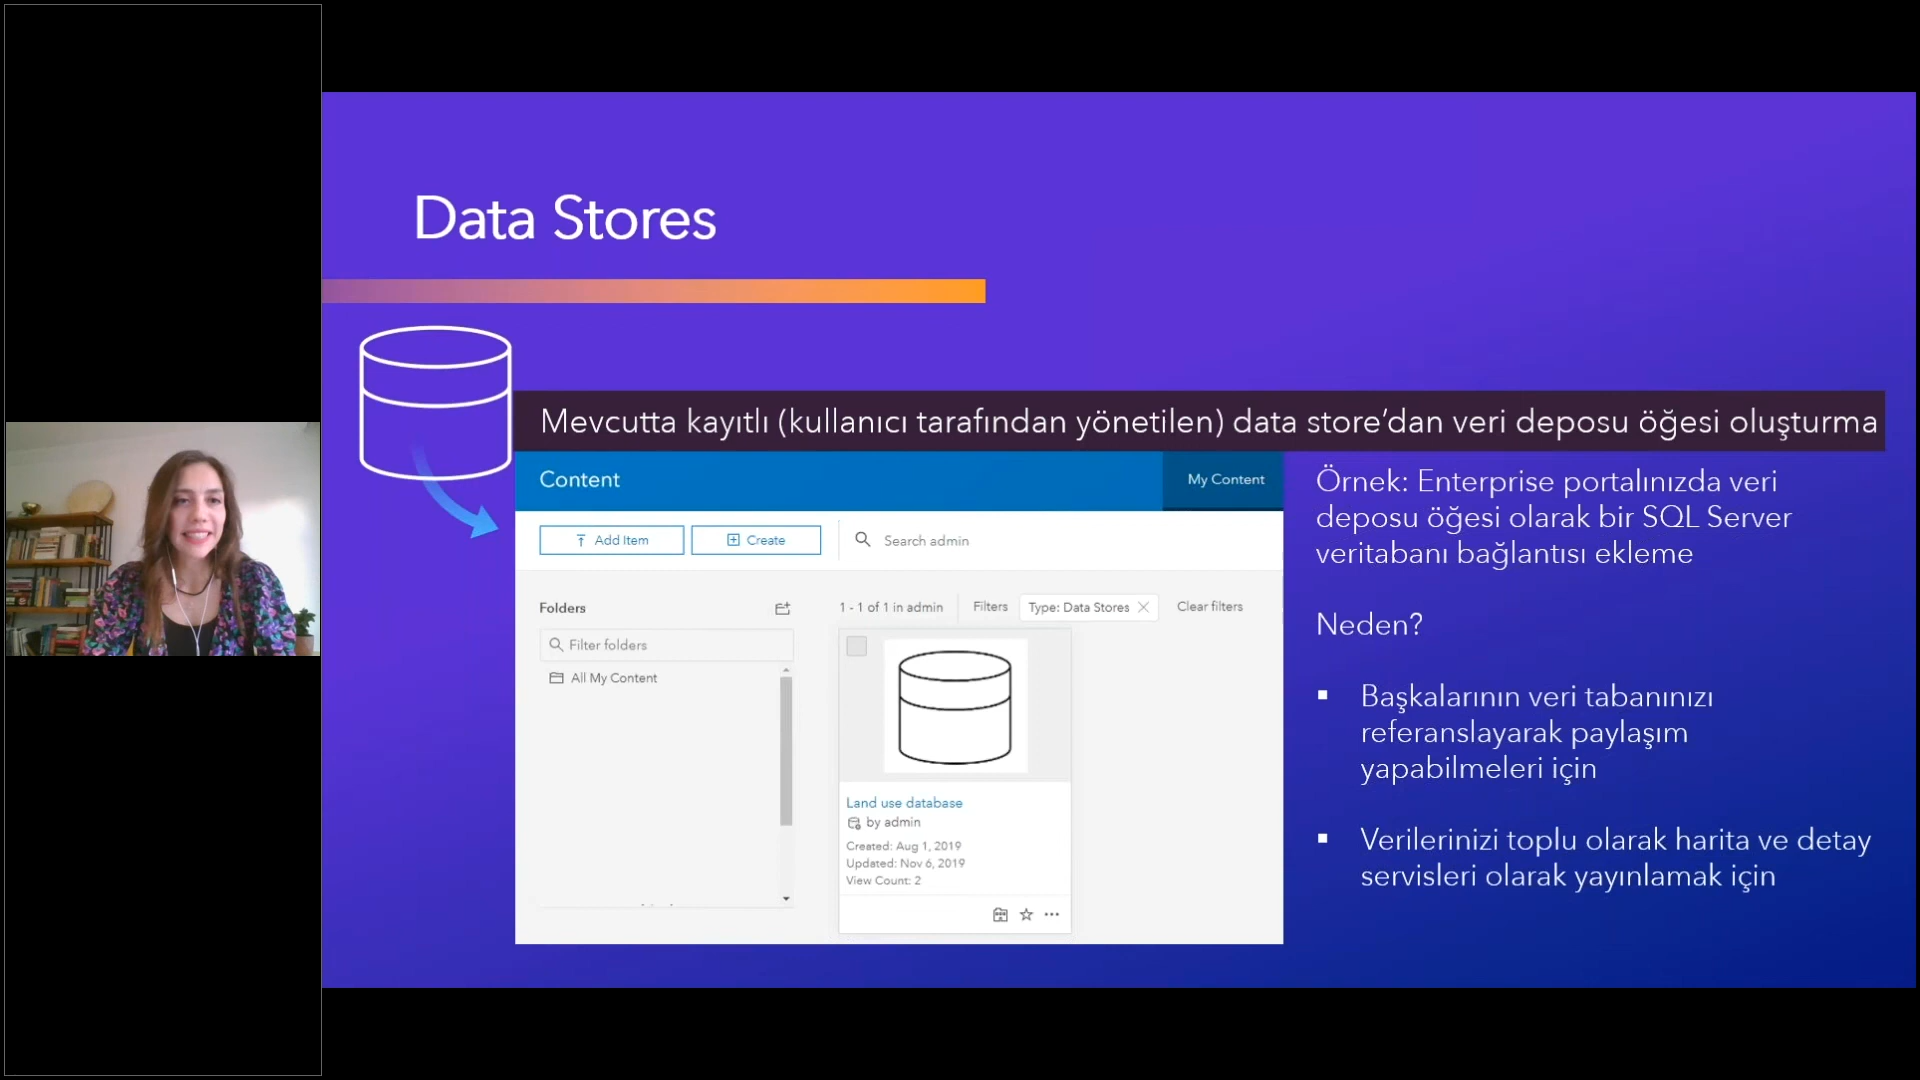 Data Stores
Mevcutta kayıtlı (kullanıcı tarafından yönetilen) data store’dan veri deposu öğesi oluşturma
Content
My Content
Add Item
Create
Search admin
Folders
Filter folders
All My Content
1 - 1 of 1 in admin
Filters
Type: Data Stores
Clear filters
Land use database
by admin
Created: Aug 1, 2019
Updated: Nov 6, 2019
View Count: 2
Örnek: Enterprise portalınızda veri
deposu öğesi olarak bir SQL Server
veritabanı bağlantısı ekleme
Neden?
▪ Başkalarının veri tabanınızı
referanslayarak paylaşım
yapabilmeleri için
▪ Verilerinizi toplu olarak harita ve detay
servisleri olarak yayınlamak için